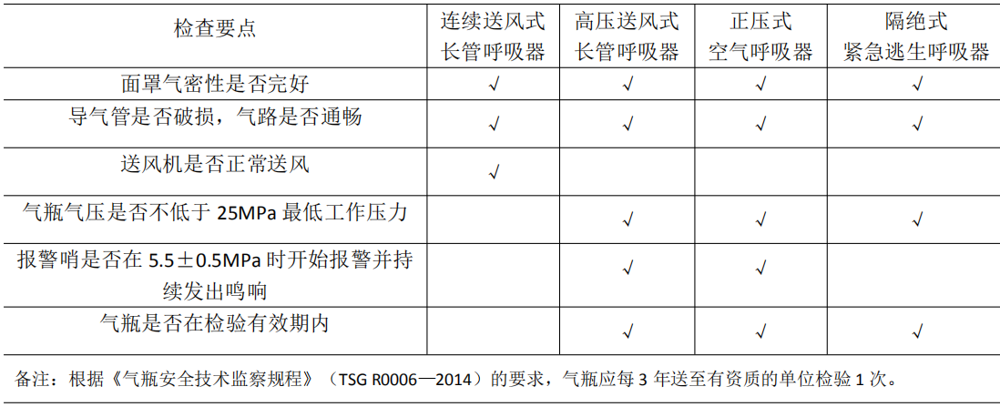 检查要点 连续送风式 高压送风式 正压式 隔绝式
长管呼吸器 长管呼吸器 空气呼吸器 紧急逃生呼吸器
面罩气密性是否完好 √ √ √ √
导气管是否破损，气路是否通畅 √ √ √ √
送风机是否正常送风 √
气瓶气压是否不低于 25MPa 最低工作压力 √ √ √
报警哨是否在 5.5±0.5MPa 时开始报警并持 √ √
续发出鸣响
气瓶是否在检验有效期内 √ √ √
备注：根据《气瓶安全技术监察规程》（TSG R0006—2014）的要求，气瓶应每 3 年送至有资质的单位检验 1 次。